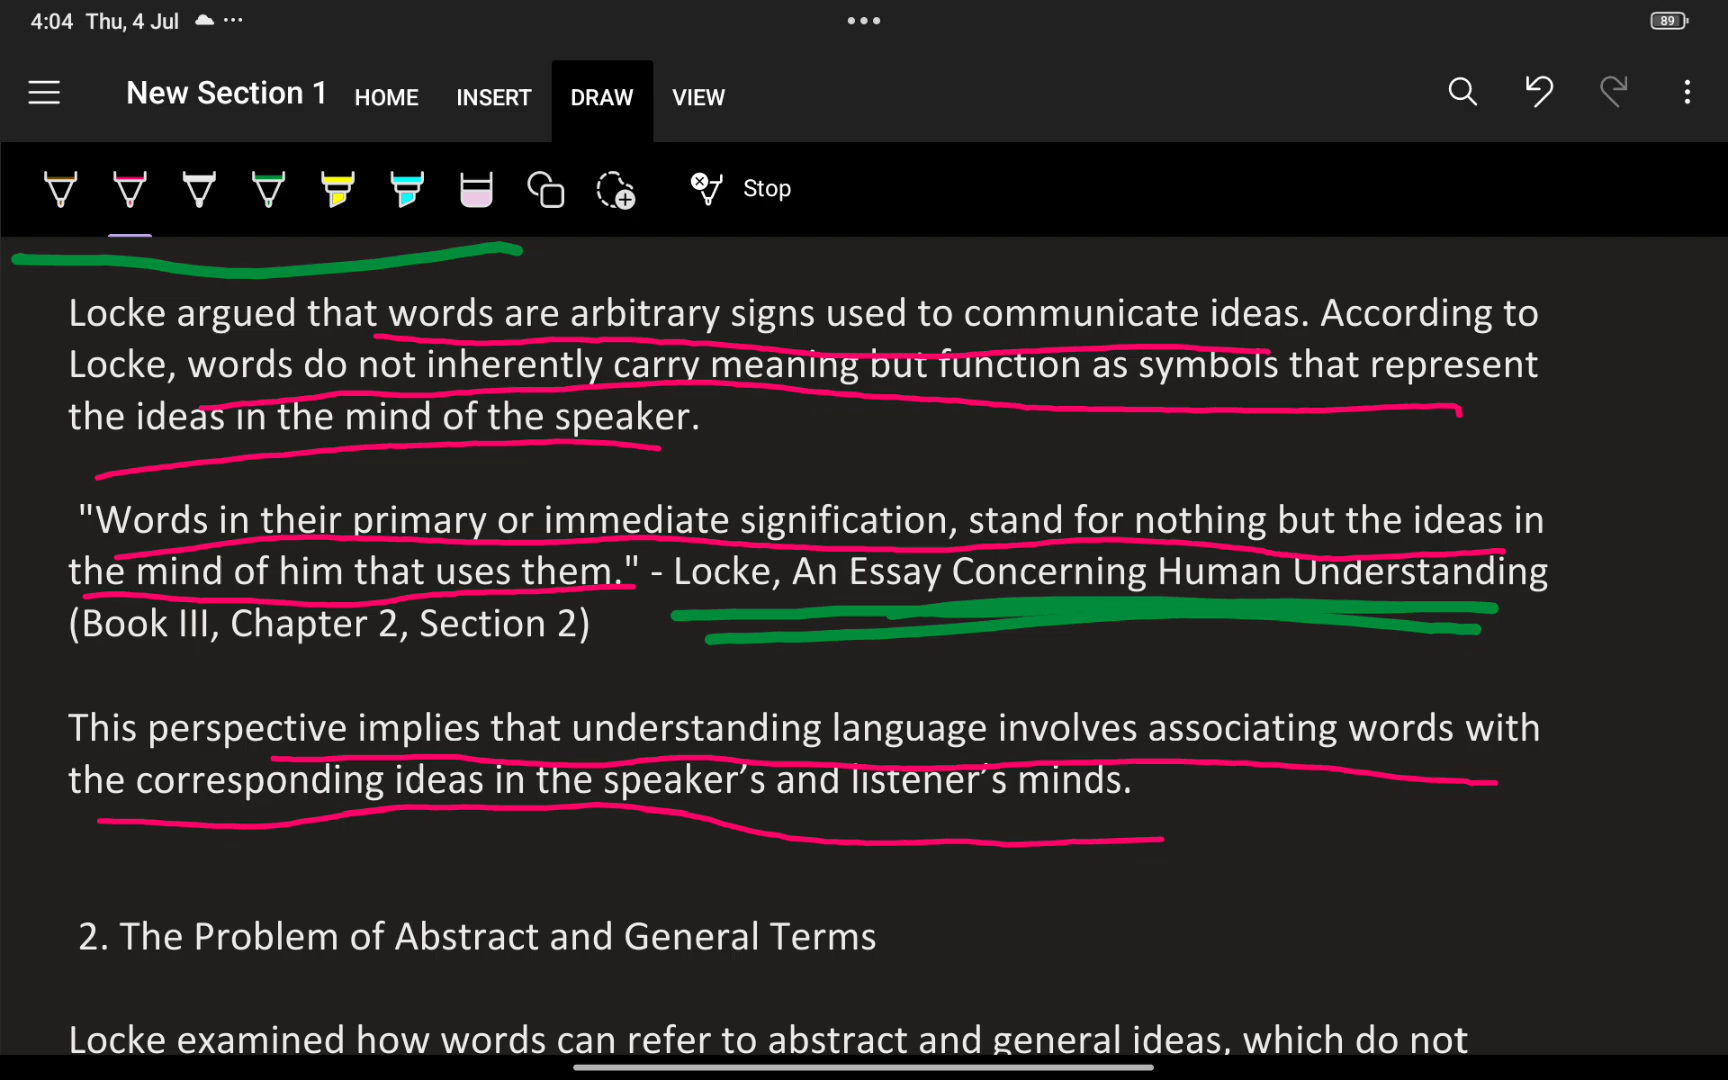 4:04 Thu, 4 Jul 89
New Section 1 HOME INSERT DRAW VIEW
Stop
Locke argued that words are arbitrary signs used to communicate ideas. According to
Locke, words do not inherently carry meaning but function as symbols that represent
the ideas in the mind of the speaker.
"Words in their primary or immediate signification, stand for nothing but the ideas in
the mind of him that uses them." - Locke, An Essay Concerning Human Understanding
(Book III, Chapter 2, Section 2)
This perspective implies that understanding language involves associating words with
the corresponding ideas in the speaker’s and listener’s minds.
2. The Problem of Abstract and General Terms
Locke examined how words can refer to abstract and general ideas, which do not